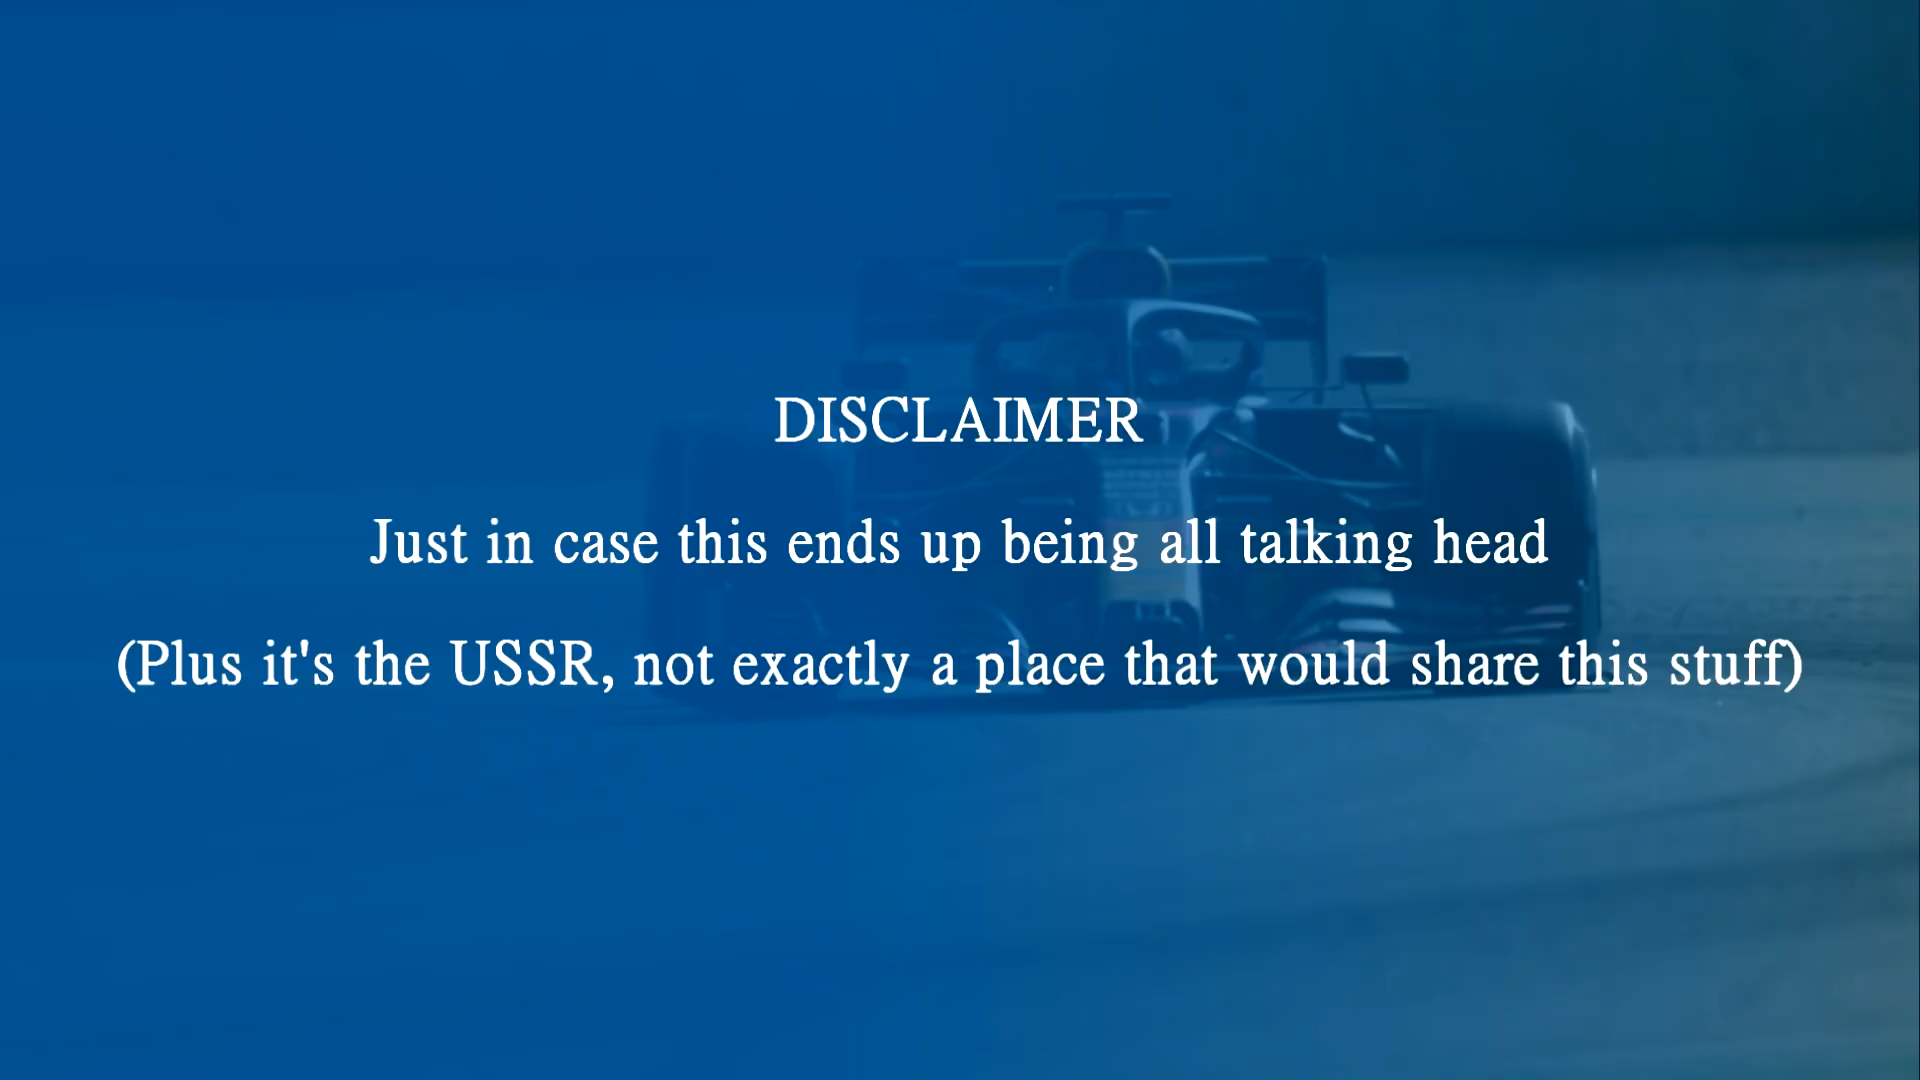 DISCLAIMER
Just in case this ends up being all talking head
(Plus it's the USSR, not exactly a place that would share this stuff)